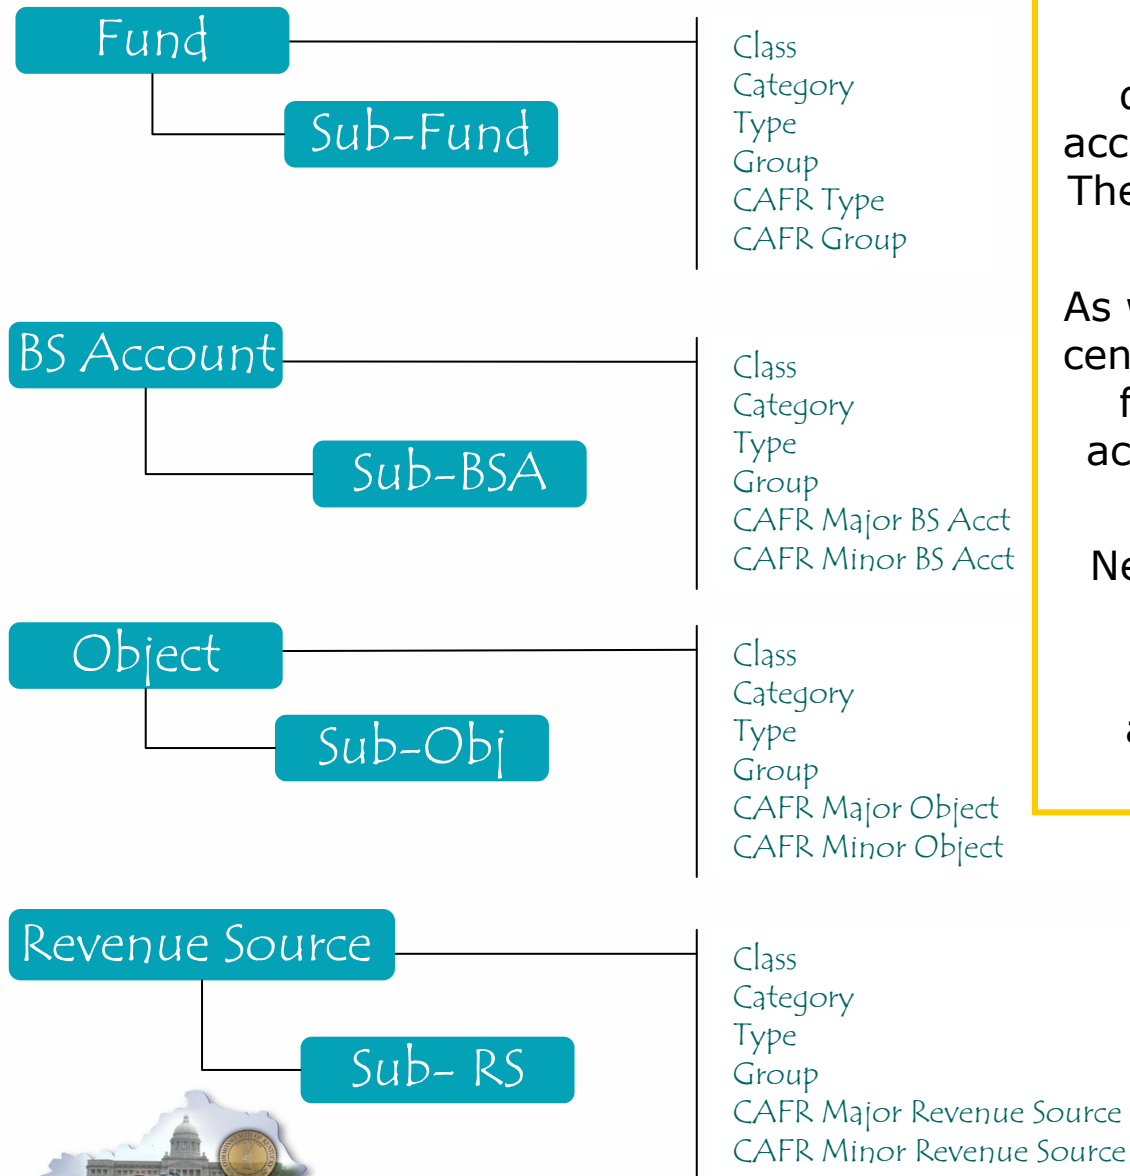 Fund
Sub-Fund
Class
Category
Type
Group
CAFR Type
CAFR Group
BS Account
Sub-BSA
Class
Category
Type
Group
CAFR Major BS Acct
CAFR Minor BS Acct
Object
Sub-Obj
Class
Category
Type
Group
CAFR Major Object
CAFR Minor Object
Revenue Source
Sub- RS
Class
Category
Type
Group
CAFR Major Revenue Source
CAFR Minor Revenue Source
acc
The
As
cen
f
ac
Ne
a